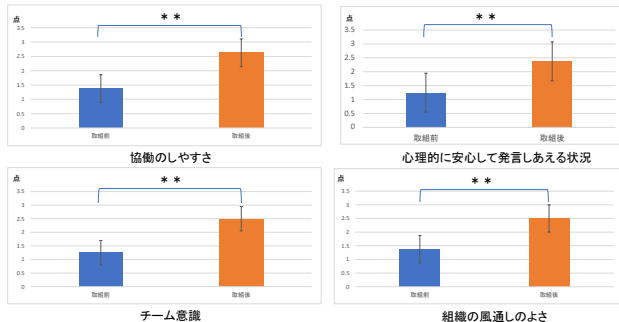 点
＊＊
3.5
3
2.5
2
1.5
1
0.5
0
取組前
取組後
協働のしやすさ
点
＊＊
3.5
3
2.5
2
1.5
1
0.5
0
取組前
取組後
心理的に安心して発言しあえる状況
点
＊＊
3.5
3
2.5
2
1.5
1
0.5
0
取組前
取組後
チーム意識
点
＊＊
3.5
3
2.5
2
1.5
1
0.5
0
取組前
取組後
組織の風通しのよさ